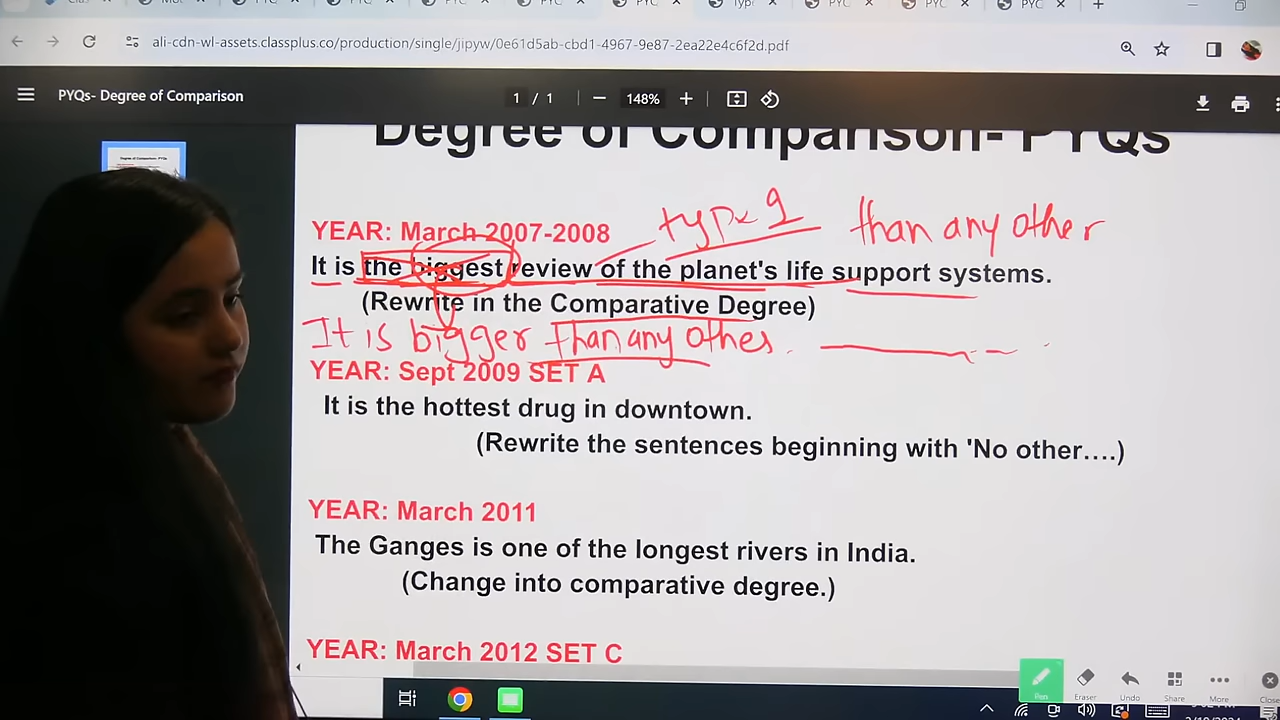 ali-cdn-wl-assets.classplus.co/production/single/jipyw/0e61d5ab-cbd1-4967-9e87-2ea22e4c6f2d.pdf
PYQs- Degree of Comparison
1 / 1
148%
Degree of Comparison- PYQs
type 1 than any other
YEAR: March 2007-2008
It is the biggest review of the planet's life support systems.
(Rewrite in the Comparative Degree)
It is bigger than any other.
YEAR: Sept 2009 SET A
It is the hottest drug in downtown.
(Rewrite the sentences beginning with 'No other….)
YEAR: March 2011
The Ganges is one of the longest rivers in India.
(Change into comparative degree.)
YEAR: March 2012 SET C
Pen Eraser Undo Share More Close